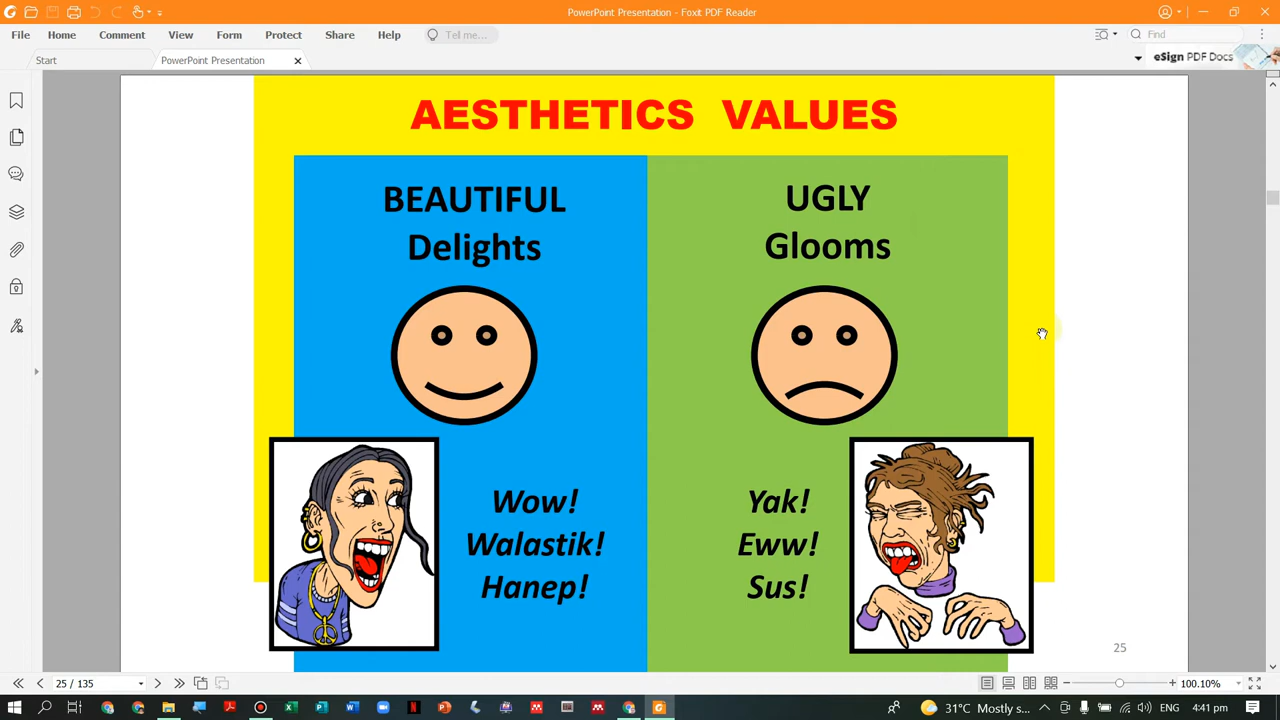 PowerPoint Presentation - Foxit PDF Reader
File Home Comment View Form Protect Share Help Tell me... Find
Start PowerPoint Presentation eSign PDF Docs
AESTHETICS VALUES
BEAUTIFUL
Delights
UGLY
Glooms
Wow!
Walastik!
Hanep!
Yak!
Eww!
Sus!
25
25 / 135 100.10%
31°C Mostly s... ENG 4:41 pm